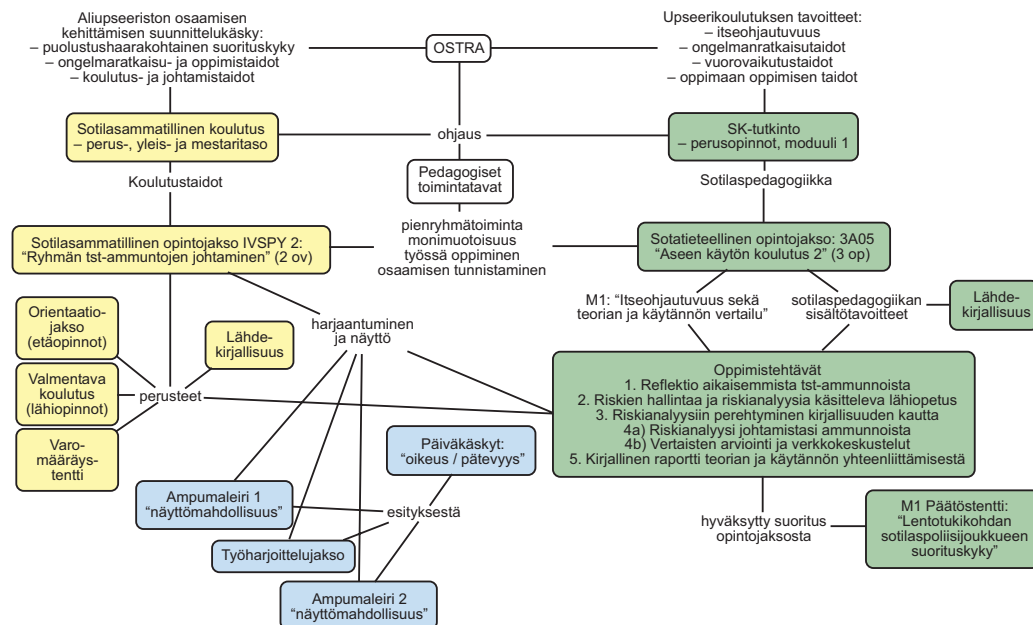 Aliupseeriston osaamisen
kehittämisen suunnittelukäsky:
– puolustushaarakohtainen suorituskyky
– ongelmaratkaisu- ja oppimistaidot
– koulutus- ja johtamistaidot
OSTRA
Upseerikoulutuksen tavoitteet:
– itseohjautuvuus
– ongelmanratkaisutaidot
– vuorovaikutustaidot
– oppimaan oppimisen taidot
Sotilasammatillinen koulutus
– perus-, yleis- ja mestaritaso
ohjaus
SK-tutkinto
– perusopinnot, moduuli 1
Koulutustaidot
Pedagogiset
toimintatavat
Sotilaspedagogiikka
Sotilasammatillinen opintojakso IVSPY 2:
“Ryhmän tst-ammuntojen johtaminen” (2 ov)
pienryhmätoiminta
monimuotoisuus
työssä oppiminen
osaamisen tunnistaminen
Sotatieteellinen opintojakso: 3A05
“Aseen käytön koulutus 2” (3 op)
Orientaatio-
jakso
(etäopinnot)
Lähde-
kirjallisuus
harjaantuminen
ja näyttö
M1: “Itseohjautuvuus sekä
teorian ja käytännön vertailu”
sotilaspedagogiikan
sisältötavoitteet
Lähde-
kirjallisuus
Valmentava
koulutus
(lähiopinnot)
perusteet
Varo-
määräys-
tentti
Oppimistehtävät
1. Reflektio aikaisemmista tst-ammunnoista
2. Riskien hallintaa ja riskianalyysia käsitteleva lähiopetus
3. Riskianalyysiin perehtyminen kirjallisuuden kautta
4a) Riskianalyysi johtamistasi ammunnoista
4b) Vertaisten arviointi ja verkkokeskustelut
5. Kirjallinen raportti teorian ja käytännön yhteenliittämisestä
Päiväkäskyt:
“oikeus / pätevyys”
Ampumaleiri 1
“näyttömahdollisuus”
esityksestä
Työharjoittelujakso
Ampumaleiri 2
“näyttömahdollisuus”
hyväksytty suoritus
opintojaksosta
M1 Päätöstentti:
“Lentotukikohdan
sotilaspoliisijoukkueen
suorituskyky”